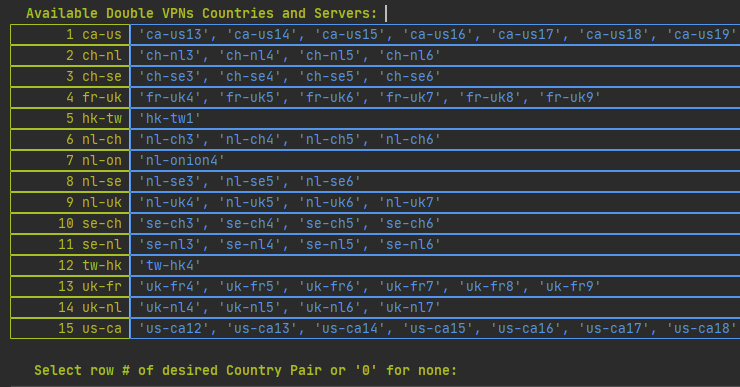 Available Double VPNs Countries and Servers:
1 ca-us 'ca-us13', 'ca-us14', 'ca-us15', 'ca-us16', 'ca-us17', 'ca-us18', 'ca-us19'
2 ch-nl 'ch-nl3', 'ch-nl4', 'ch-nl5', 'ch-nl6'
3 ch-se 'ch-se3', 'ch-se4', 'ch-se5', 'ch-se6'
4 fr-uk 'fr-uk4', 'fr-uk5', 'fr-uk6', 'fr-uk7', 'fr-uk8', 'fr-uk9'
5 hk-tw 'hk-tw1'
6 nl-ch 'nl-ch3', 'nl-ch4', 'nl-ch5', 'nl-ch6'
7 nl-on 'nl-onion4'
8 nl-se 'nl-se3', 'nl-se5', 'nl-se6'
9 nl-uk 'nl-uk4', 'nl-uk5', 'nl-uk6', 'nl-uk7'
10 se-ch 'se-ch3', 'se-ch4', 'se-ch5', 'se-ch6'
11 se-nl 'se-nl3', 'se-nl4', 'se-nl5', 'se-nl6'
12 tw-hk 'tw-hk4'
13 uk-fr 'uk-fr4', 'uk-fr5', 'uk-fr6', 'uk-fr7', 'uk-fr8', 'uk-fr9'
14 uk-nl 'uk-nl4', 'uk-nl5', 'uk-nl6', 'uk-nl7'
15 us-ca 'us-ca12', 'us-ca13', 'us-ca14', 'us-ca15', 'us-ca16', 'us-ca17', 'us-ca18'
Select row # of desired Country Pair or '0' for none: